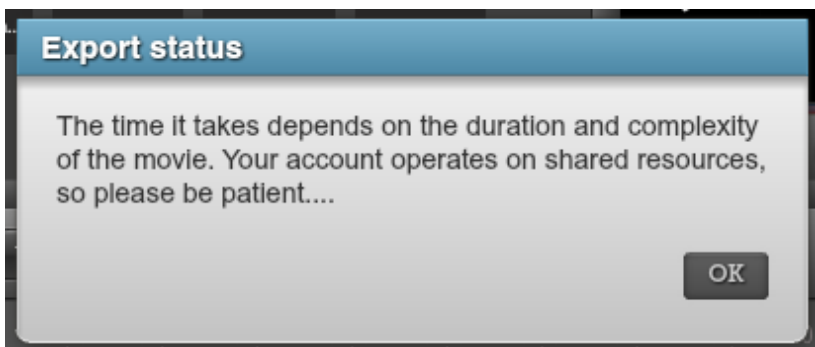 Export status
The time it takes depends on the duration and complexity
of the movie. Your account operates on shared resources,
so please be patient....
OK